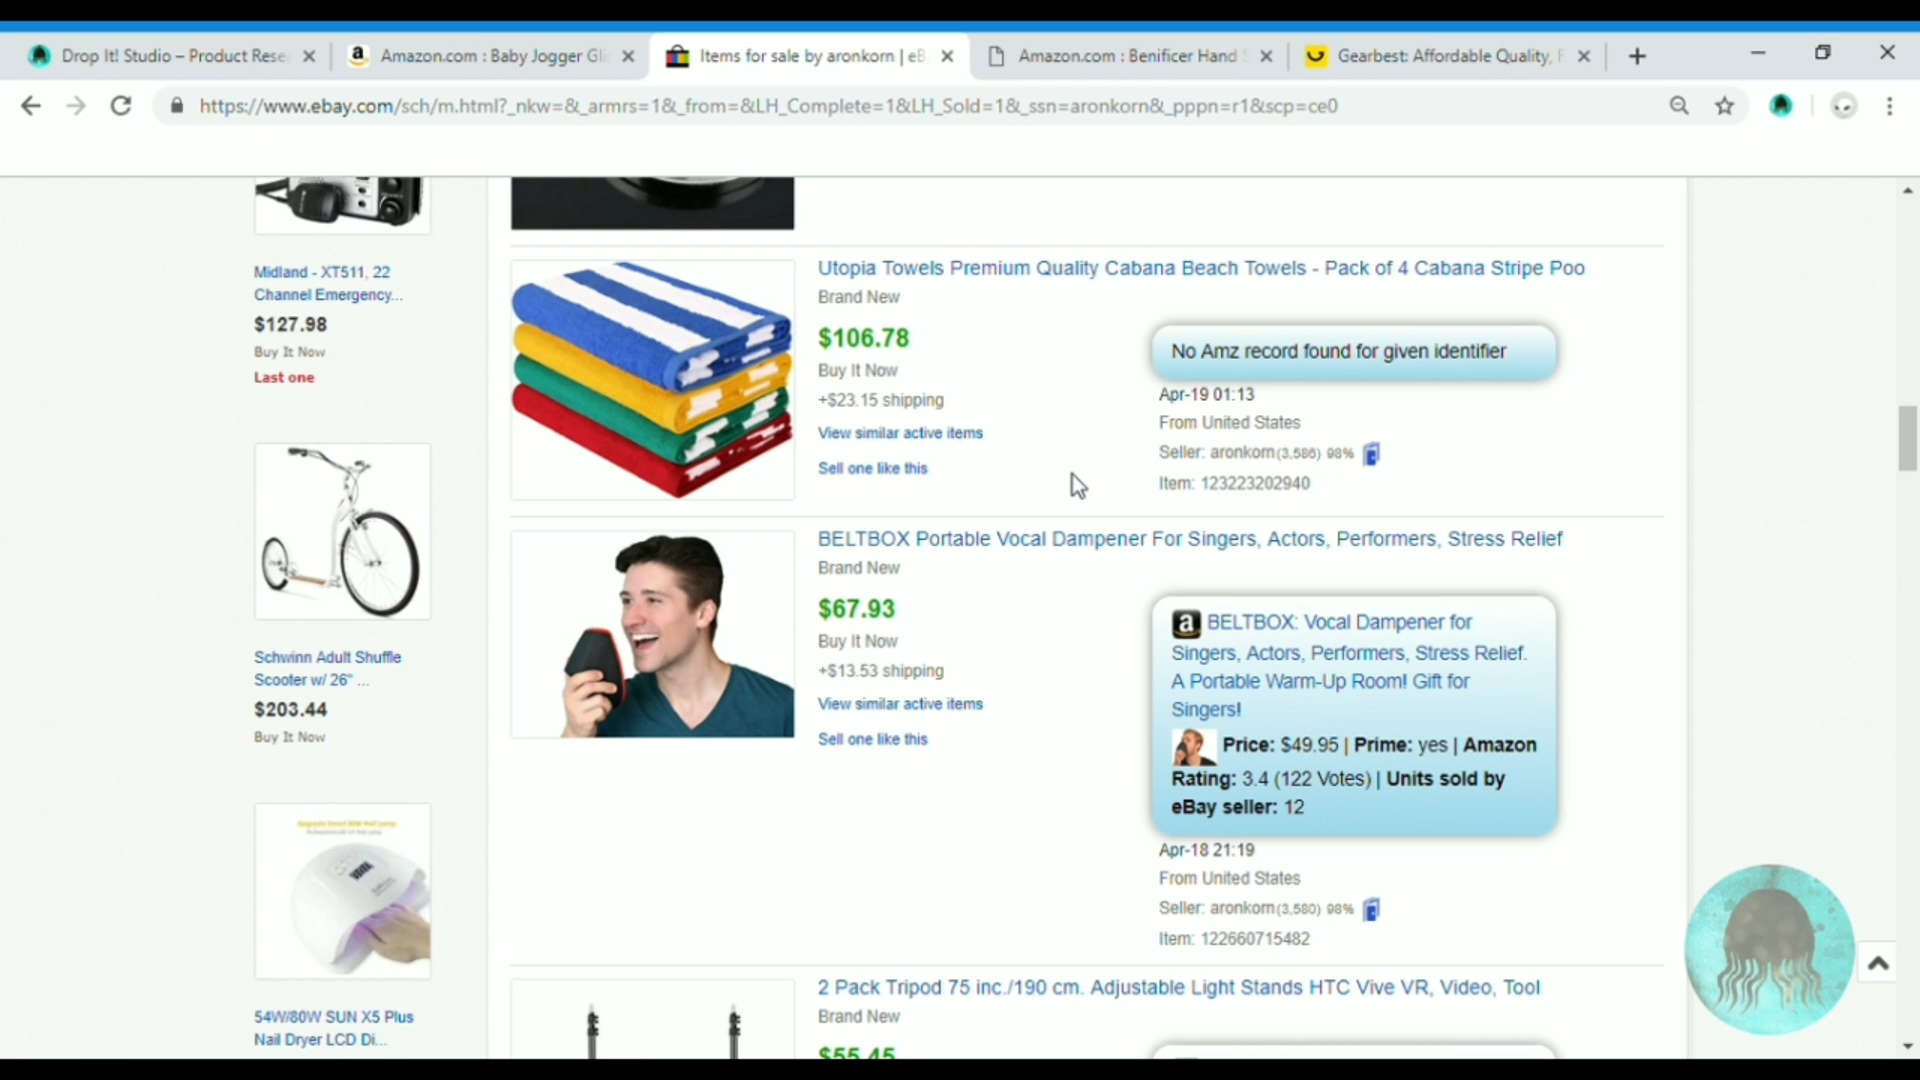 Drop It! Studio – Product Rese
Amazon.com : Baby Jogger Gli
Items for sale by aronkorn | eB
Amazon.com : Benificer Hand S
Gearbest: Affordable Quality, F
https://www.ebay.com/sch/m.html?_nkw=&_armrs=1&_from=&LH_Complete=1&LH_Sold=1&_ssn=aronkorn&_pppn=r1&scp=ce0
Midland - XT511, 22
Channel Emergency...
$127.98
Buy It Now
Last one
Schwinn Adult Shuffle
Scooter w/ 26" ...
$203.44
Buy It Now
54W/80W SUN X5 Plus
Nail Dryer LCD Di...
Utopia Towels Premium Quality Cabana Beach Towels - Pack of 4 Cabana Stripe Poo
Brand New
$106.78
Buy It Now
+$23.15 shipping
View similar active items
Sell one like this
No Amz record found for given identifier
Apr-19 01:13
From United States
Seller: aronkorn(3,586) 98%
Item: 123223202940
BELTBOX Portable Vocal Dampener For Singers, Actors, Performers, Stress Relief
Brand New
$67.93
Buy It Now
+$13.53 shipping
View similar active items
Sell one like this
a BELTBOX: Vocal Dampener for
Singers, Actors, Performers, Stress Relief.
A Portable Warm-Up Room! Gift for
Singers!
Price: $49.95 | Prime: yes | Amazon
Rating: 3.4 (122 Votes) | Units sold by
eBay seller: 12
Apr-18 21:19
From United States
Seller: aronkorn(3,580) 98%
Item: 122660715482
2 Pack Tripod 75 inc./190 cm. Adjustable Light Stands HTC Vive VR, Video, Tool
Brand New
$55.45